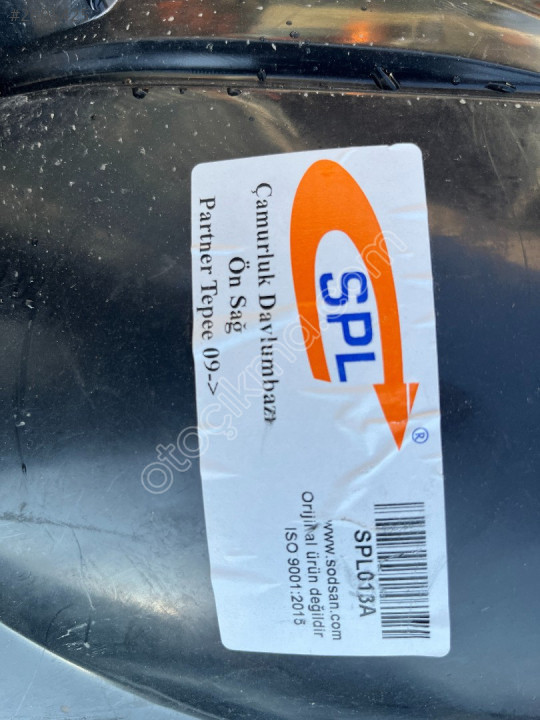 SPL
®
Çamurluk Davlumbazı
Ön Sağ
Partner Tepee 09->
SPL013A
www.sodsan.com
Orijinal ürün değildir
ISO 9001:2015
otoçıkma.com